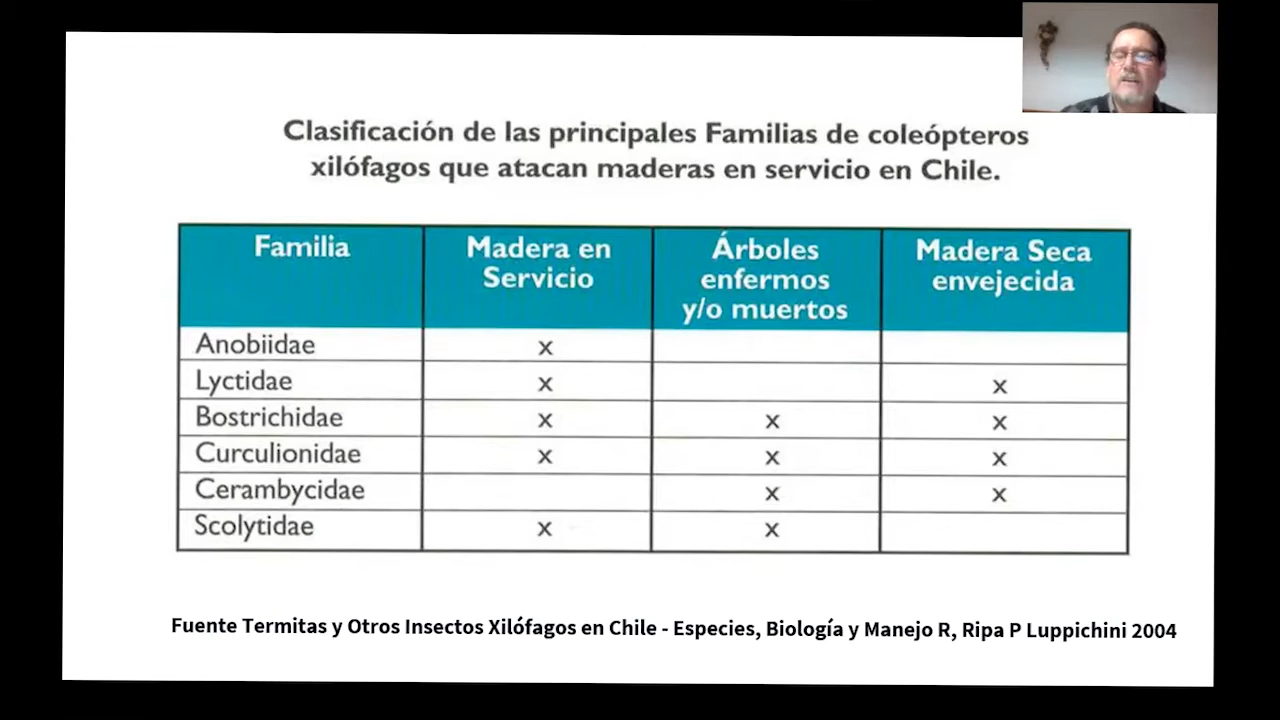 Clasificación de las principales Familias de coleópteros
xilófagos que atacan maderas en servicio en Chile.
Familia Madera en Servicio Árboles enfermos y/o muertos Madera Seca envejecida
Anobiidae x
Lyctidae x x
Bostrichidae x x x
Curculionidae x x x
Cerambycidae x x
Scolytidae x x
Fuente Termitas y Otros Insectos Xilófagos en Chile - Especies, Biología y Manejo R, Ripa P Luppichini 2004